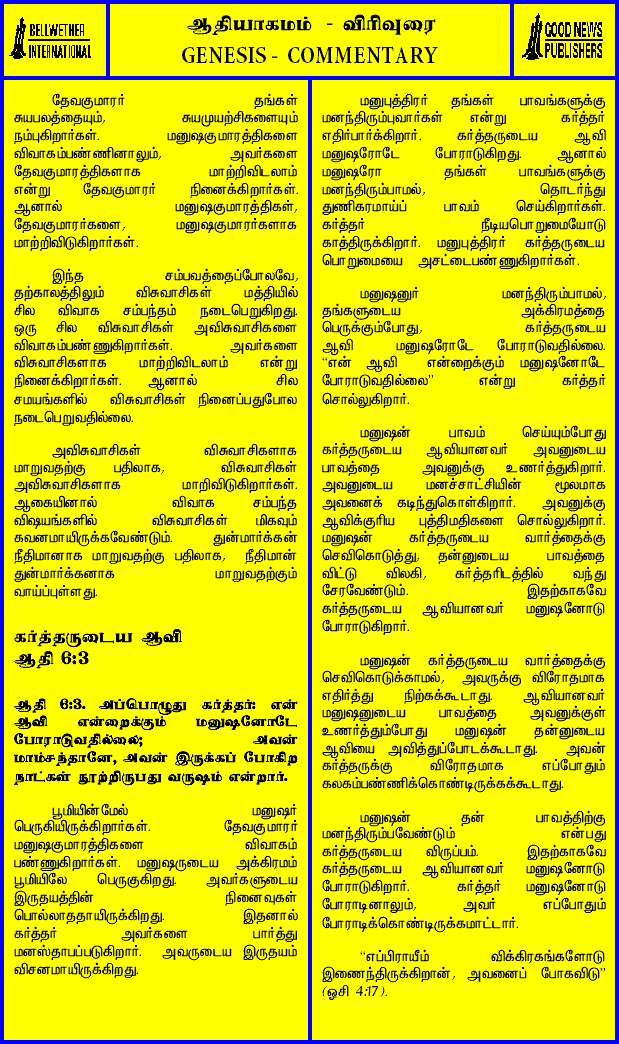 BELLWETHER
INTERNATIONAL
ஆதியாகமம் - விரிவுரை
GENESIS - COMMENTARY
GOOD NEWS
PUBLISHERS
தேவகுமாரர் தங்கள்
சுயபலத்தையும், சுயமுயற்சிகளையும்
நம்புகிறார்கள். மனுஷகுமாரத்திகளை
விவாகம்பண்ணினாலும், அவர்களை
தேவகுமாரத்திகளாக மாற்றிவிடலாம்
என்று தேவகுமாரர் நினைக்கிறார்கள்.
ஆனால் மனுஷகுமாரத்திகள்,
தேவகுமாரர்களை, மனுஷகுமாரர்களாக
மாற்றிவிடுகிறார்கள்.
இந்த சம்பவத்தைப்போலவே,
தற்காலத்திலும் விசுவாசிகள் மத்தியில்
சில விவாக சம்பந்தம் நடைபெறுகிறது.
ஒரு சில விசுவாசிகள் அவிசுவாசிகளை
விவாகம்பண்ணுகிறார்கள். அவர்களை
விசுவாசிகளாக மாற்றிவிடலாம் என்று
நினைக்கிறார்கள். ஆனால் சில
சமயங்களில் விசுவாசிகள் நினைப்பதுபோல
நடைபெறுவதில்லை.
அவிசுவாசிகள் விசுவாசிகளாக
மாறுவதற்கு பதிலாக, விசுவாசிகள்
அவிசுவாசிகளாக மாறிவிடுகிறார்கள்.
ஆகையினால் விவாக சம்பந்த
விஷயங்களில் விசுவாசிகள் மிகவும்
கவனமாயிருக்கவேண்டும். துன்மார்க்கன்
நீதிமானாக மாறுவதற்கு பதிலாக, நீதிமான்
துன்மார்க்கனாக மாறுவதற்கும்
வாய்ப்புள்ளது.
கர்த்தருடைய ஆவி
ஆதி 6:3
ஆதி 6:3. அப்பொழுது கர்த்தர்: என்
ஆவி என்றைக்கும் மனுஷனோடே
போராடுவதில்லை; அவன்
மாம்சந்தானே, அவன் இருக்கப் போகிற
நாட்கள் நூற்றிருபது வருஷம் என்றார்.
பூமியின்மேல் மனுஷர்
பெருகியிருக்கிறார்கள். தேவகுமாரர்
மனுஷகுமாரத்திகளை விவாகம்
பண்ணுகிறார்கள். மனுஷருடைய அக்கிரமம்
பூமியிலே பெருகுகிறது. அவர்களுடைய
இருதயத்தின் நினைவுகள்
பொல்லாததாயிருக்கிறது. இதனால்
கர்த்தர் அவர்களை பார்த்து
மனஸ்தாபப்படுகிறார். அவருடைய இருதயம்
விசனமாயிருக்கிறது.
மனுபுத்திரர் தங்கள் பாவங்களுக்கு
மனந்திரும்புவார்கள் என்று கர்த்தர்
எதிர்பார்க்கிறார். கர்த்தருடைய ஆவி
மனுஷரோடே போராடுகிறது. ஆனால்
மனுஷரோ தங்கள் பாவங்களுக்கு
மனந்திரும்பாமல், தொடர்ந்து
துணிகரமாய்ப் பாவம் செய்கிறார்கள்.
கர்த்தர் நீடியபொறுமையோடு
காத்திருக்கிறார். மனுபுத்திரர் கர்த்தருடைய
பொறுமையை அசட்டைபண்ணுகிறார்கள்.
மனுஷனுர் மனந்திரும்பாமல்,
தங்களுடைய அக்கிரமத்தை
பெருக்கும்போது, கர்த்தருடைய
ஆவி மனுஷரோடே போராடுவதில்லை.
“என் ஆவி என்றைக்கும் மனுஷனோடே
போராடுவதில்லை” என்று கர்த்தர்
சொல்லுகிறார்.
மனுஷன் பாவம் செய்யும்போது
கர்த்தருடைய ஆவியானவர் அவனுடைய
பாவத்தை அவனுக்கு உணர்த்துகிறார்.
அவனுடைய மனச்சாட்சியின் மூலமாக
அவனைக் கடிந்துகொள்கிறார். அவனுக்கு
ஆவிக்குரிய புத்திமதிகளை சொல்லுகிறார்.
மனுஷன் கர்த்தருடைய வார்த்தைக்கு
செவிகொடுத்து, தன்னுடைய பாவத்தை
விட்டு விலகி, கர்த்தரிடத்தில் வந்து
சேரவேண்டும். இதற்காகவே
கர்த்தருடைய ஆவியானவர் மனுஷனோடு
போராடுகிறார்.
மனுஷன் கர்த்தருடைய வார்த்தைக்கு
செவிகொடுக்காமல், அவருக்கு விரோதமாக
எதிர்த்து நிற்கக்கூடாது. ஆவியானவர்
மனுஷனுடைய பாவத்தை அவனுக்குள்
உணர்த்தும்போது மனுஷன் தன்னுடைய
ஆவியை அவித்துப்போடக்கூடாது. அவன்
கர்த்தருக்கு விரோதமாக எப்போதும்
கலகம்பண்ணிக்கொண்டிருக்கக்கூடாது.
மனுஷன் தன் பாவத்திற்கு
மனந்திரும்பவேண்டும் என்பது
கர்த்தருடைய விருப்பம். இதற்காகவே
கர்த்தருடைய ஆவியானவர் மனுஷனோடு
போராடுகிறார். கர்த்தர் மனுஷனோடு
போராடினாலும், அவர் எப்போதும்
போராடிக்கொண்டிருக்கமாட்டார்.
“எப்பிராயீம் விக்கிரகங்களோடு
இணைந்திருக்கிறான், அவனைப் போகவிடு”
(ஓசி 4:17).